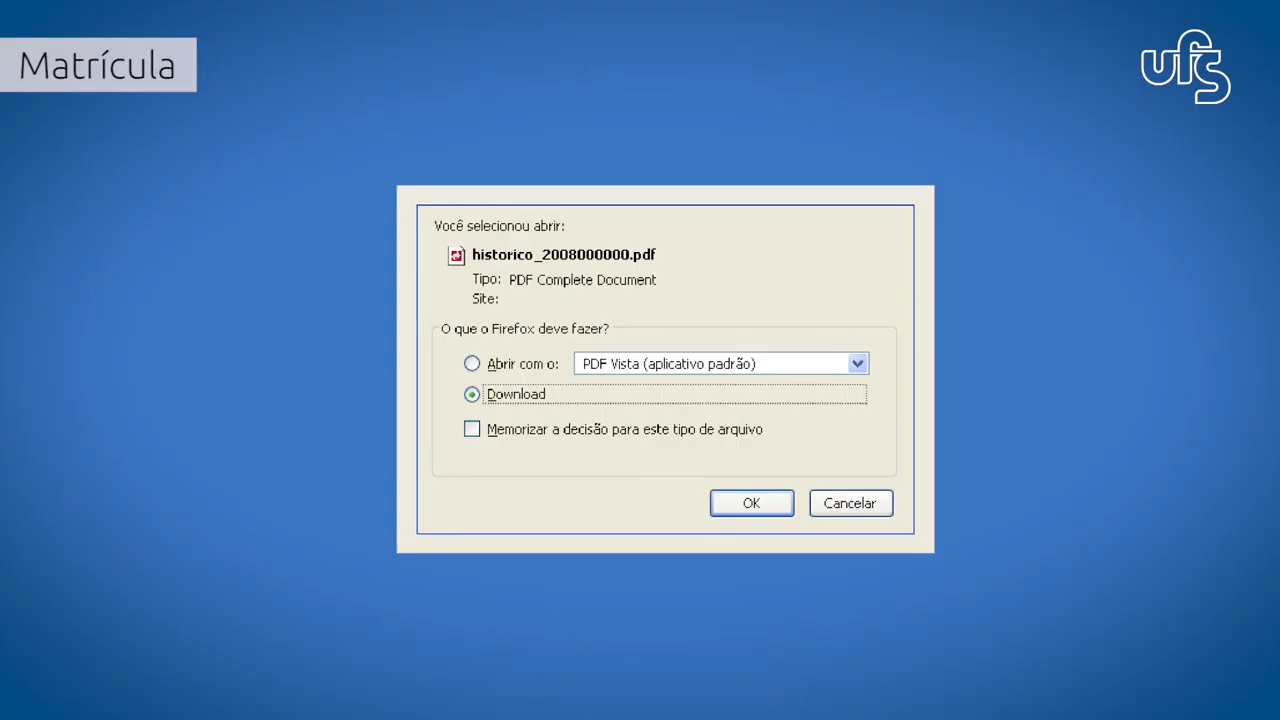 Matrícula
ufs
Você selecionou abrir:
historico_2008000000.pdf
Tipo: PDF Complete Document
Site:
O que o Firefox deve fazer?
Abrir com o: PDF Vista (aplicativo padrão)
Download
Memorizar a decisão para este tipo de arquivo
OK Cancelar